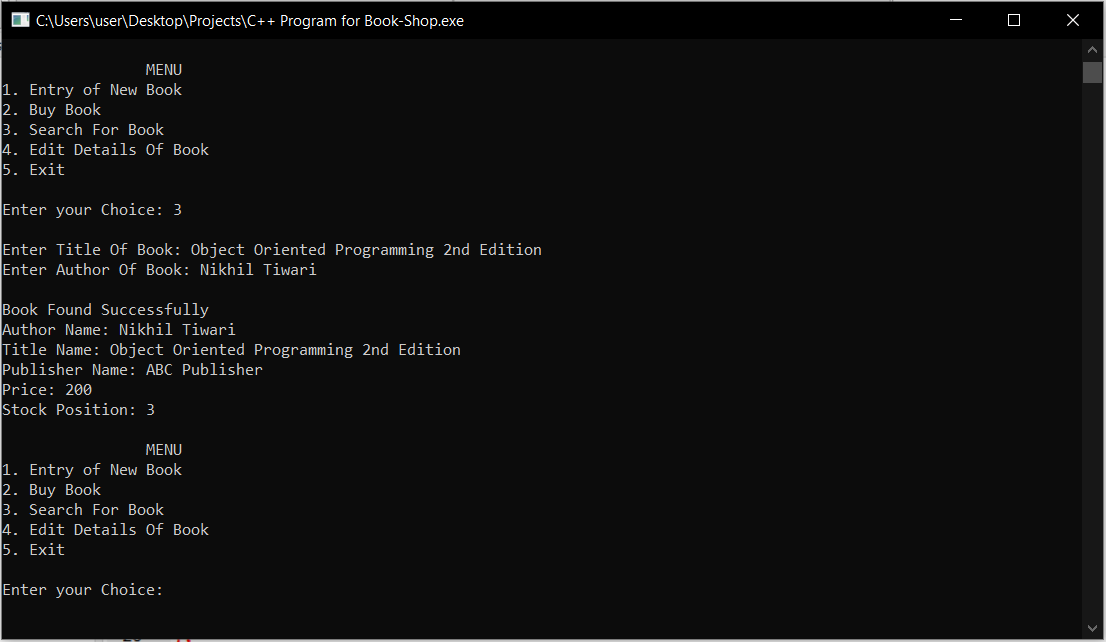 C:\Users\user\Desktop\Projects\C++ Program for Book-Shop.exe
MENU
1. Entry of New Book
2. Buy Book
3. Search For Book
4. Edit Details Of Book
5. Exit
Enter your Choice: 3
Enter Title Of Book: Object Oriented Programming 2nd Edition
Enter Author Of Book: Nikhil Tiwari
Book Found Successfully
Author Name: Nikhil Tiwari
Title Name: Object Oriented Programming 2nd Edition
Publisher Name: ABC Publisher
Price: 200
Stock Position: 3
MENU
1. Entry of New Book
2. Buy Book
3. Search For Book
4. Edit Details Of Book
5. Exit
Enter your Choice: